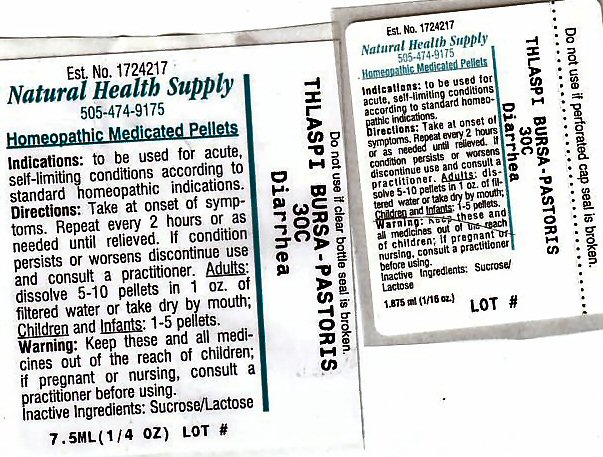 Est. No. 1724217
Natural Health Supply
505-474-9175
Homeopathic Medicated Pellets
Indications: to be used for acute,
self-limiting conditions according to
standard homeopathic indications.
Directions: Take at onset of symp-
toms. Repeat every 2 hours or as
needed until relieved. If condition
persists or worsens discontinue use
and consult a practitioner. Adults:
dissolve 5-10 pellets in 1 oz. of
filtered water or take dry by mouth;
Children and Infants: 1-5 pellets.
Warning: Keep these and all medi-
cines out of the reach of children;
if pregnant or nursing, consult a
practitioner before using.
Inactive Ingredients: Sucrose/Lactose
7.5ML(1/4 OZ) LOT #
Do not use if clear bottle seal is broken.
THLASPI BURSA-PASTORIS
30C
Diarrhea
Est. No. 1724217
Natural Health Supply
505-474-9175
Homeopathic Medicated Pellets
Indications: to be used for
acute, self-limiting conditions
according to standard homeo-
pathic indications.
Directions: Take at onset of
symptoms. Repeat every 2 hours
or as needed until relieved. If
condition persists or worsens
discontinue use and consult a
practitioner. Adults: dis-
solve 5-10 pellets in 1 oz. of fil-
tered water or take dry by mouth;
Children and Infants: 1-5 pellets.
Warning: Keep these and
all medicines out of the reach
of children; if pregnant or
nursing, consult a practitioner
before using.
Inactive Ingredients: Sucrose/
Lactose
1.875 ml (1/16 oz.) LOT #
Do not use if perforated cap seal is broken.
THLASPI BURSA-PASTORIS
30C
Diarrhea